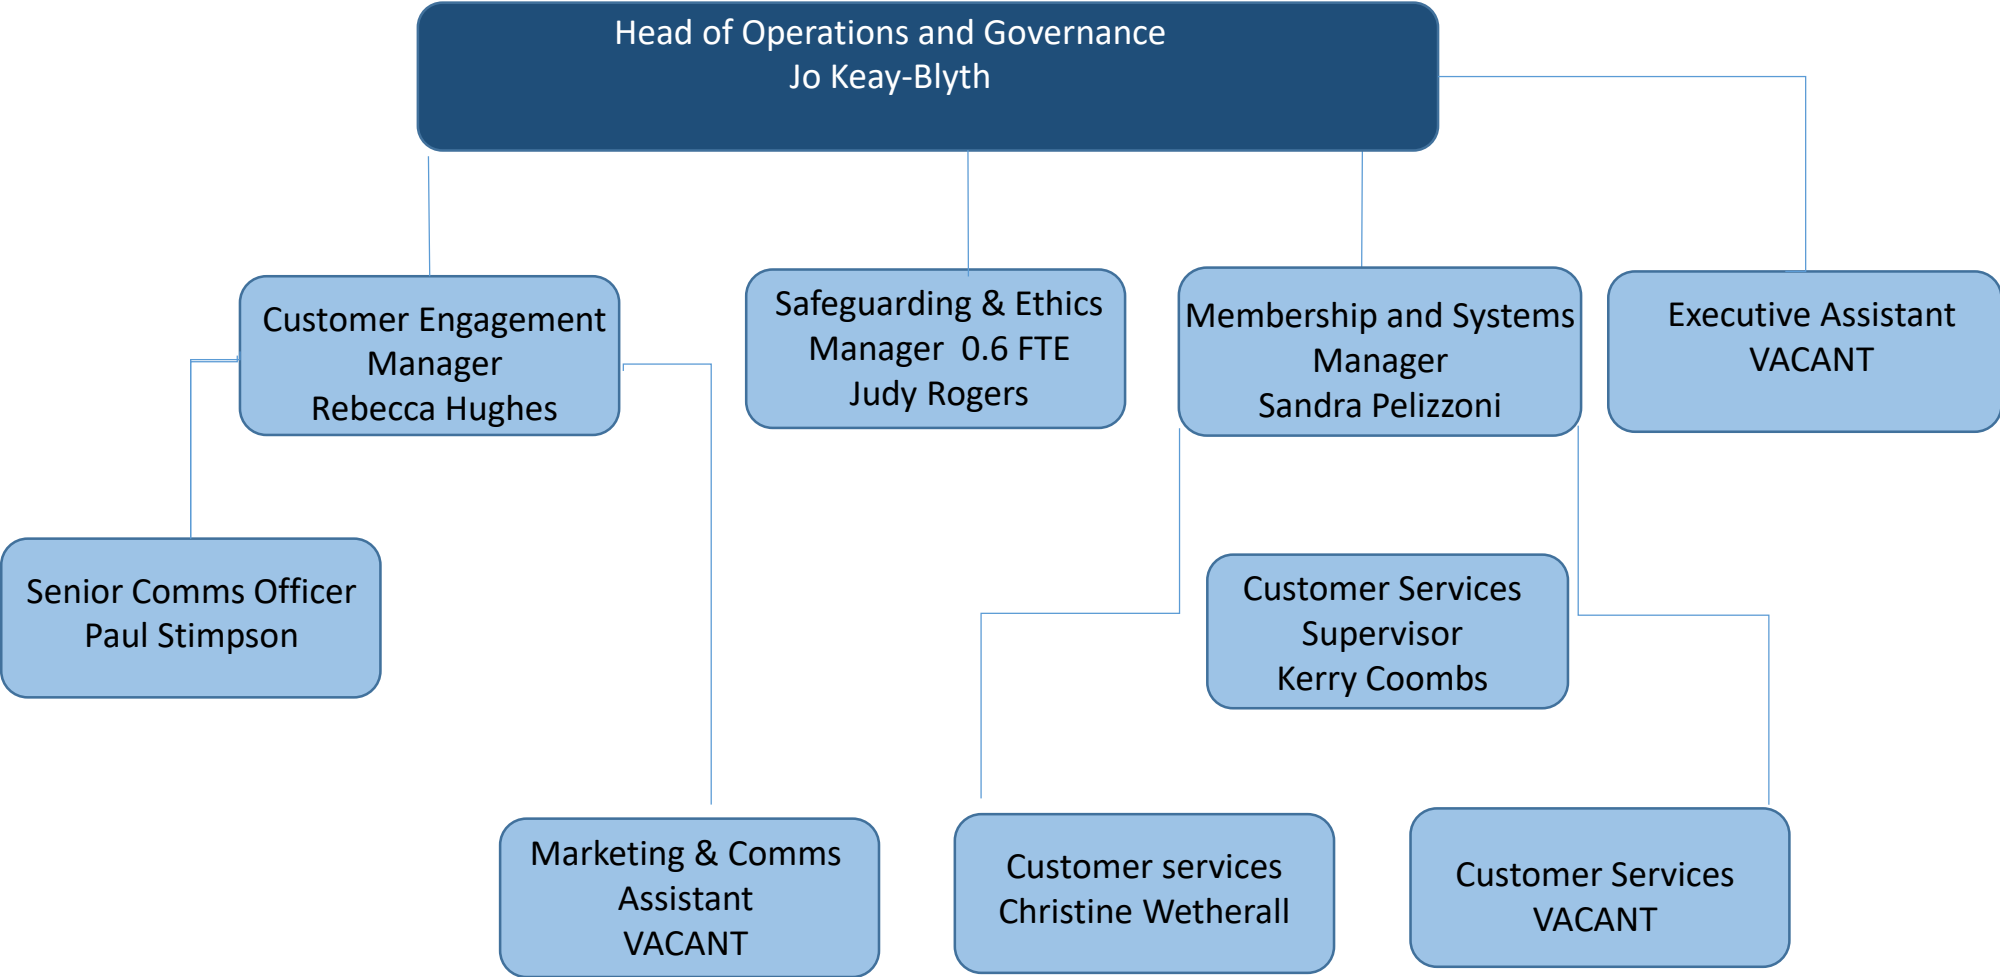 Head of Operations and Governance
Jo Keay-Blyth
Customer Engagement
Manager
Rebecca Hughes
Safeguarding & Ethics
Manager  0.6 FTE
Judy Rogers
Membership and Systems
Manager
Sandra Pelizzoni
Executive Assistant
VACANT
Senior Comms Officer
Paul Stimpson
Customer Services
Supervisor
Kerry Coombs
Marketing & Comms
Assistant
VACANT
Customer services
Christine Wetherall
Customer Services
VACANT